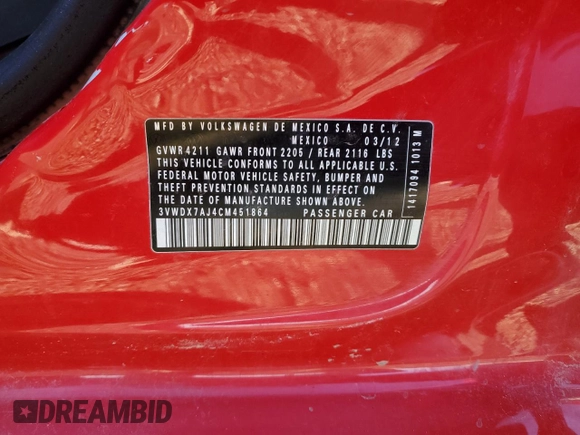 MFD BY VOLKSWAGEN DE MEXICO S.A. DE C.V.
MEXICO 03/12
GVWR 4211 GAWR FRONT 2205 / REAR 2116 LBS
THIS VEHICLE CONFORMS TO ALL APPLICABLE U.S.
FEDERAL MOTOR VEHICLE SAFETY, BUMPER AND
THEFT PREVENTION STANDARDS IN EFFECT ON
THE DATE OF MANUFACTURE SHOWN ABOVE.
3VWDX7AJ4CM451864 PASSENGER CAR
1417094 1013 M
DREAMBID